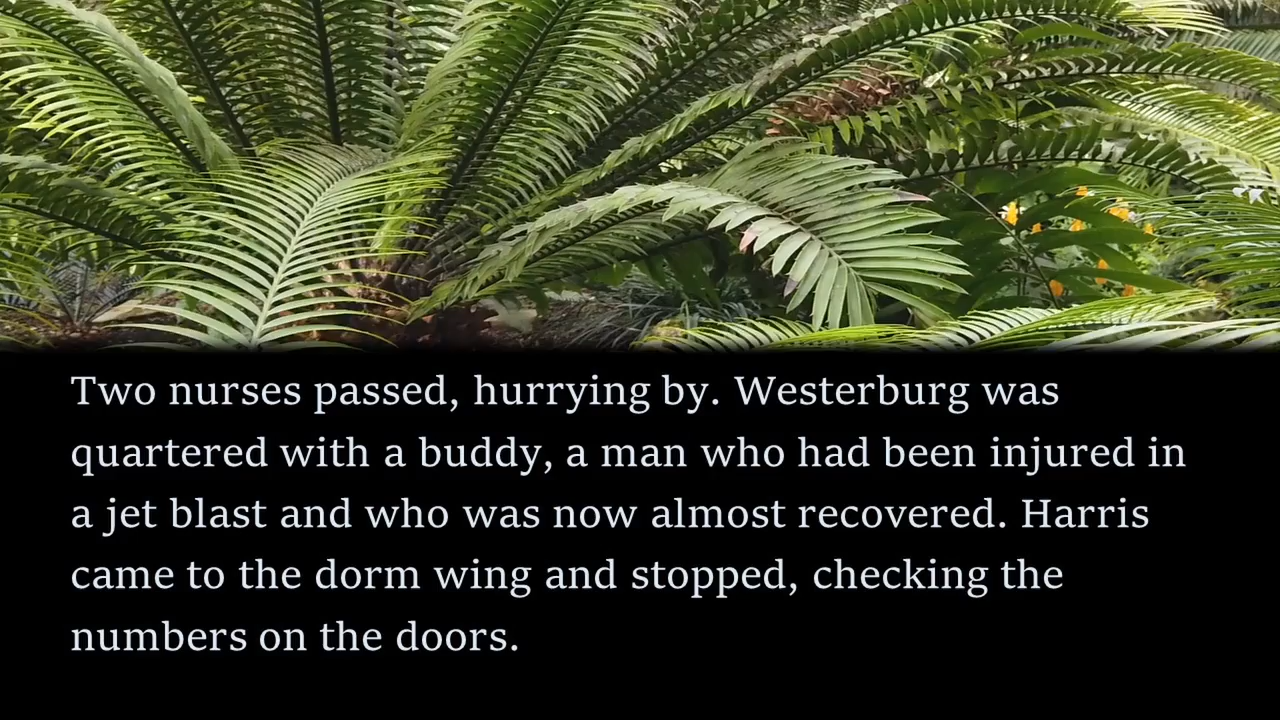 Two nurses passed, hurrying by. Westerburg was
quartered with a buddy, a man who had been injured in
a jet blast and who was now almost recovered. Harris
came to the dorm wing and stopped, checking the
numbers on the doors.